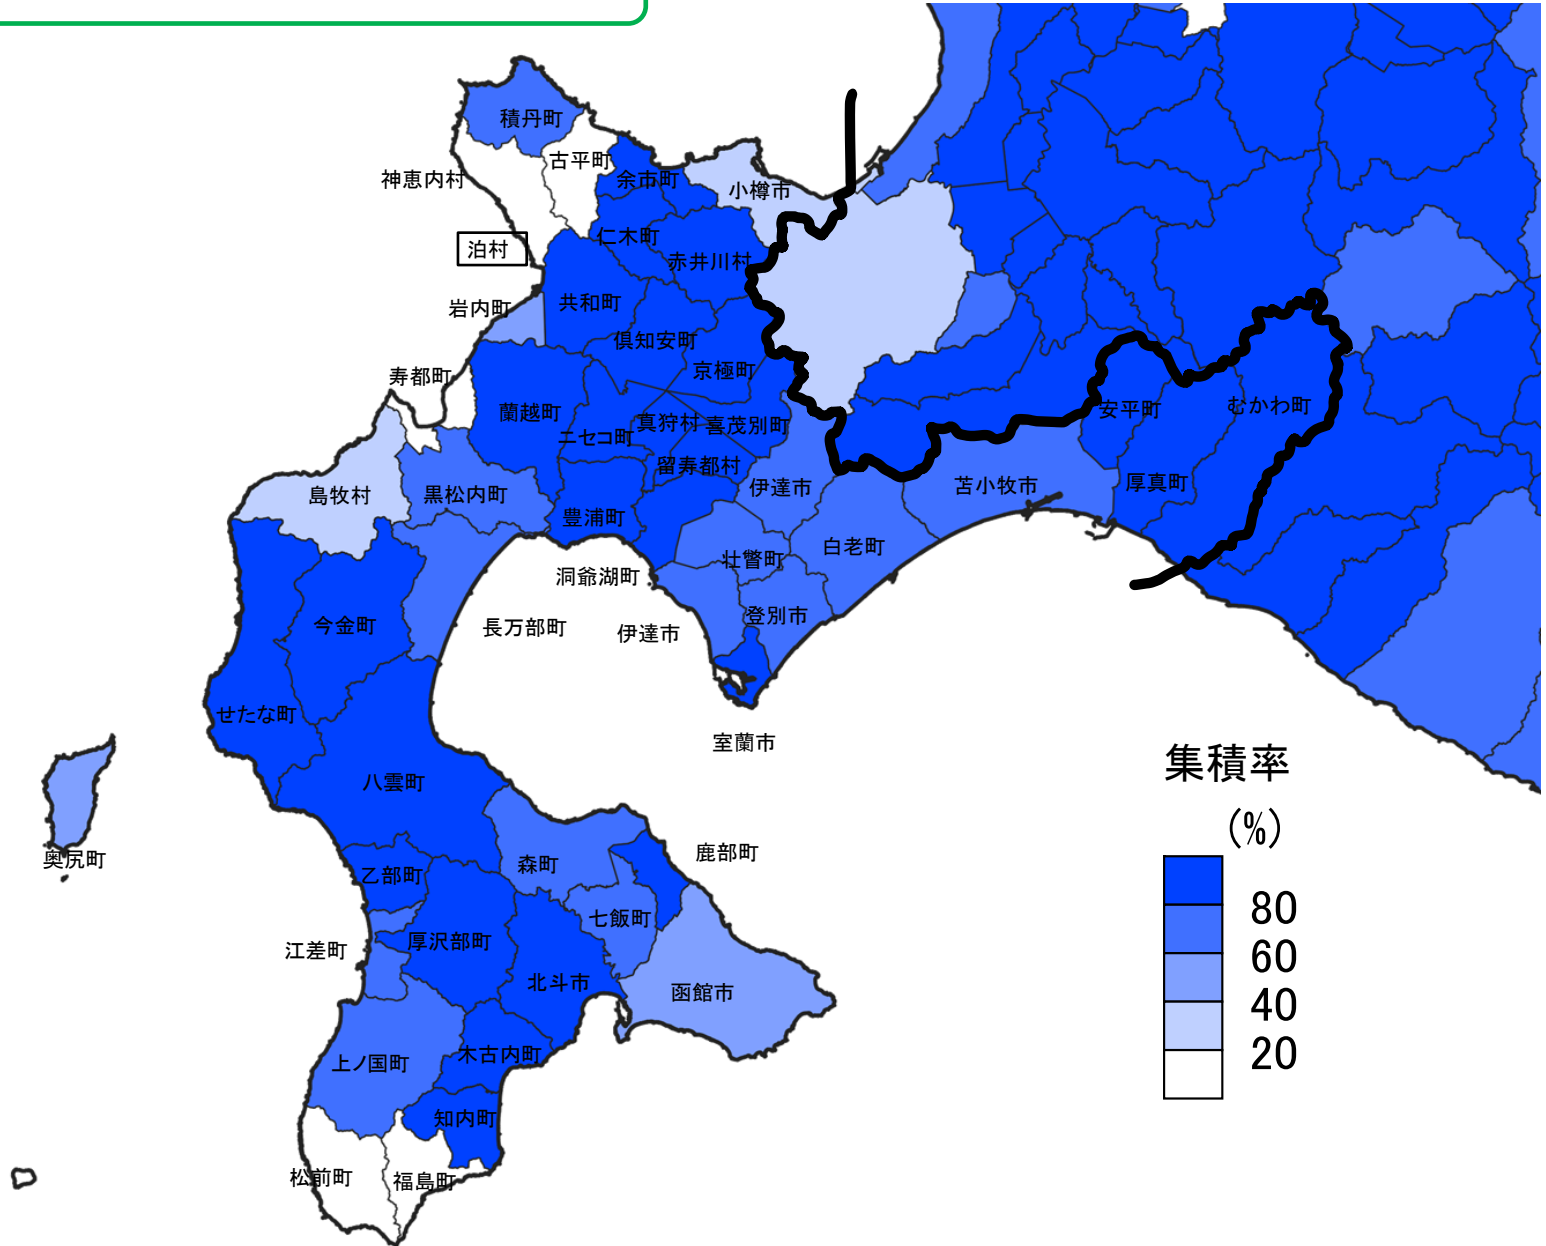 積丹町
古平町
神恵内村
余市町
小樽市
仁木町
泊村
赤井川村
共和町
岩内町
倶知安町
京極町
寿都町
蘭越町
真狩村
喜茂別町
ニセコ町
留寿都村
安平町
むかわ町
島牧村
黒松内町
伊達市
苫小牧市
厚真町
豊浦町
白老町
壮瞥町
洞爺湖町
登別市
今金町
長万部町
伊達市
せたな町
室蘭市
八雲町
奥尻町
乙部町
森町
鹿部町
七飯町
江差町
厚沢部町
北斗市
函館市
上ノ国町
木古内町
知内町
松前町
福島町
集積率
(%)
80
60
40
20